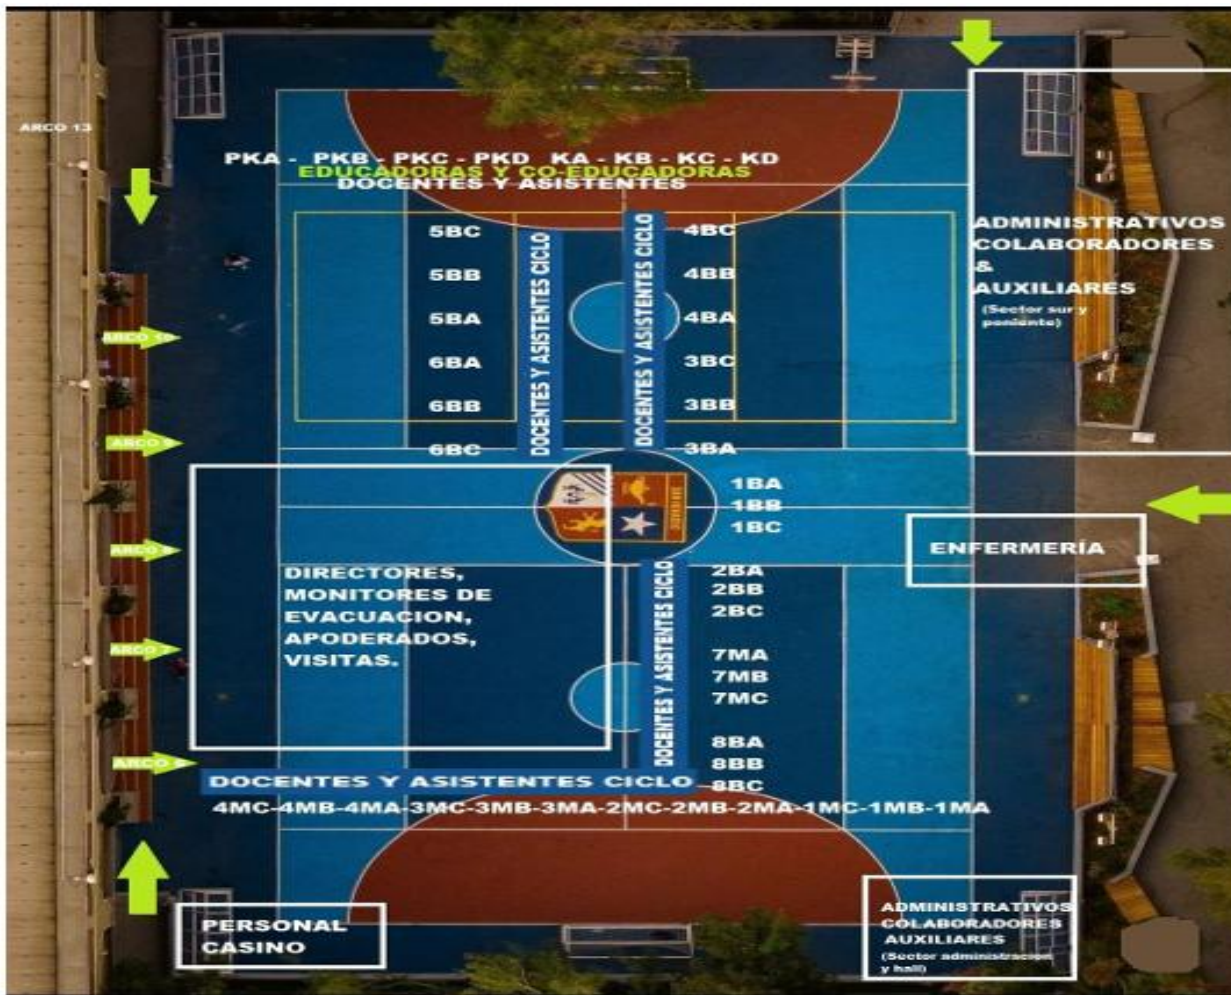 ARCO 13
PKA - PKB - PKC - PKD KA - KB - KC - KD
EDUCADORAS Y CO-EDUCADORAS
DOCENTES Y ASISTENTES
5BC
5BB
5BA
6BA
6BB
6BC
DOCENTES Y ASISTENTES CICLO
DOCENTES Y ASISTENTES CICLO
4BC
4BB
4BA
3BC
3BB
3BA
ADMINISTRATIVOS
COLABORADORES
&
AUXILIARES
(Sector sur y
poniente)
ARCO 10
ARCO 9
ARCO 8
ARCO 7
ARCO 6
1BA
1BB
1BC
ENFERMERÍA
DIRECTORES,
MONITORES DE
EVACUACION,
APODERADOS,
VISITAS.
DOCENTES Y ASISTENTES CICLO
2BA
2BB
2BC
7MA
7MB
7MC
8BA
8BB
8BC
DOCENTES Y ASISTENTES CICLO
4MC-4MB-4MA-3MC-3MB-3MA-2MC-2MB-2MA-1MC-1MB-1MA
PERSONAL
CASINO
ADMINISTRATIVOS
COLABORADORES
AUXILIARES
(Sector administracion
y hall)